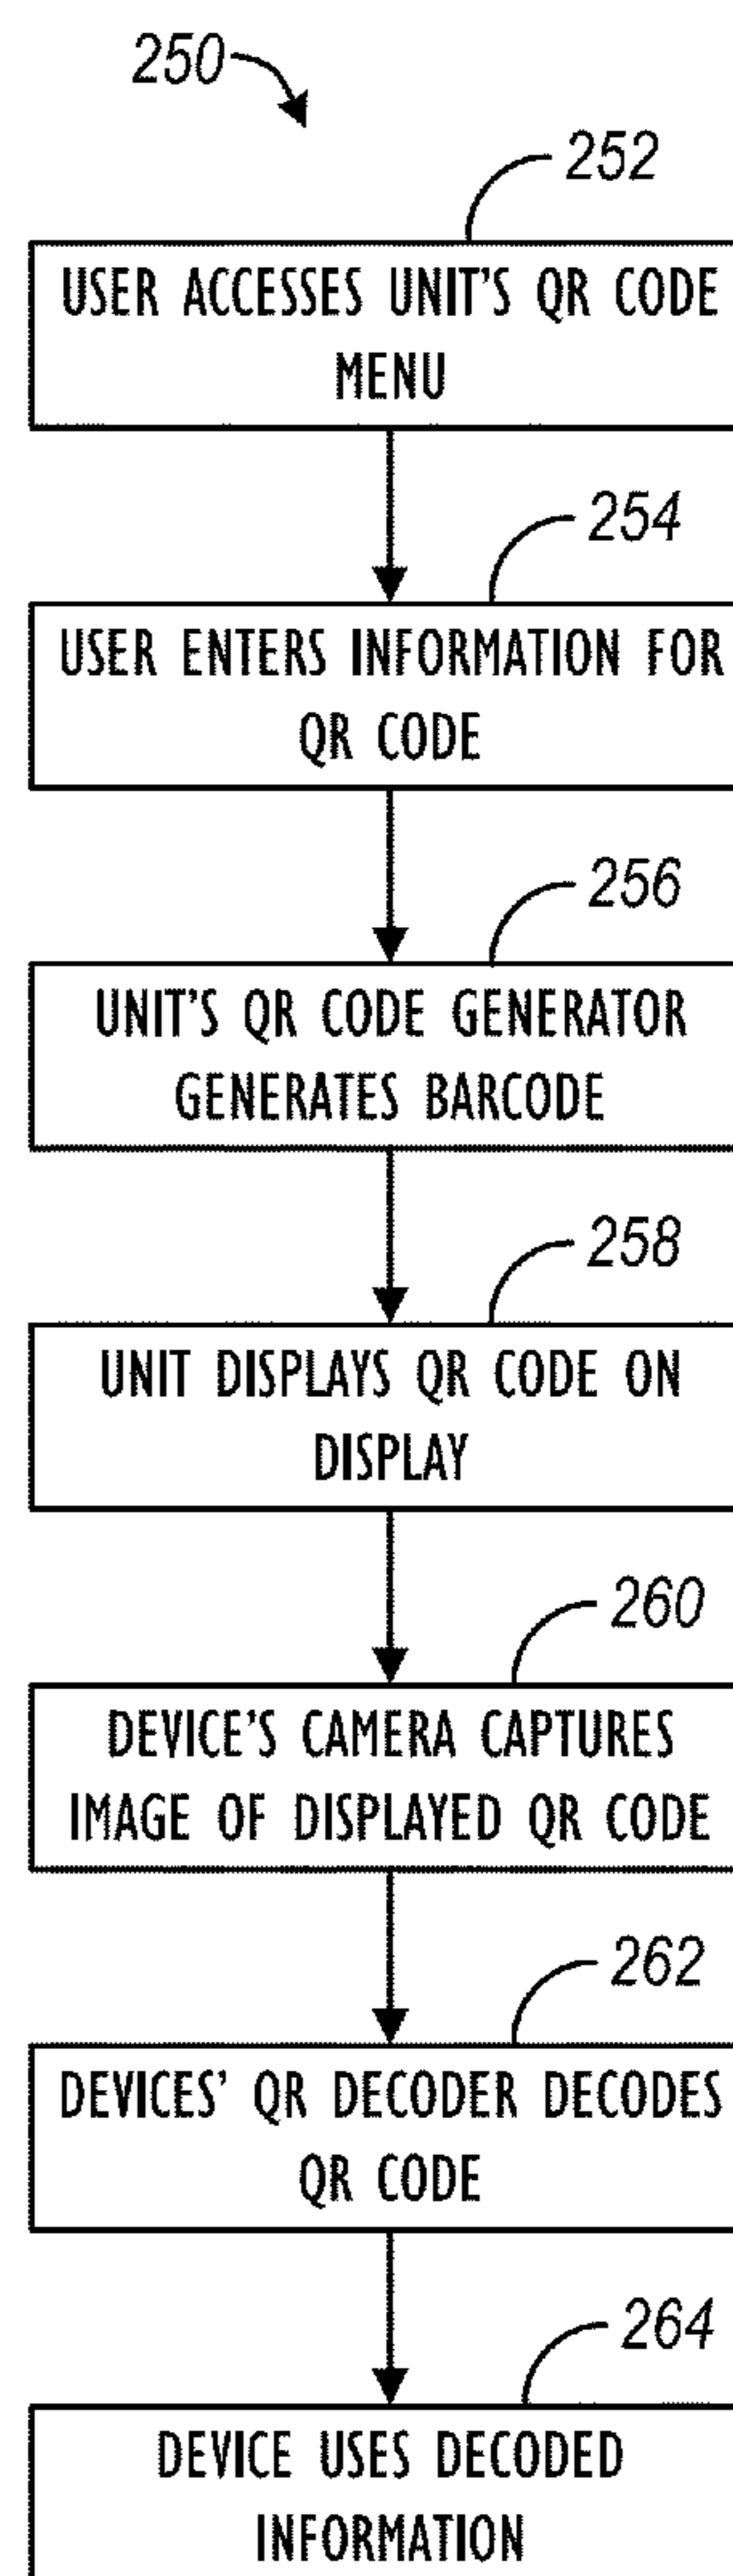 250
252
USER ACCESSES UNIT'S QR CODE
MENU
254
USER ENTERS INFORMATION FOR
QR CODE
256
UNIT'S QR CODE GENERATOR
GENERATES BARCODE
258
UNIT DISPLAYS QR CODE ON
DISPLAY
260
DEVICE'S CAMERA CAPTURES
IMAGE OF DISPLAYED QR CODE
262
DEVICES' QR DECODER DECODES
QR CODE
264
DEVICE USES DECODED
INFORMATION